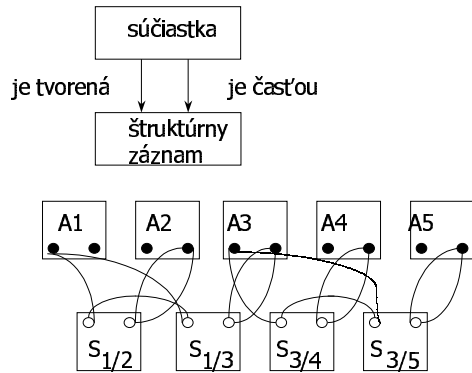 súčiastka
je tvorená
je časťou
štruktúrny
záznam
A1
A2
A3
A4
A5
S1/2
S1/3
S3/4
S3/5